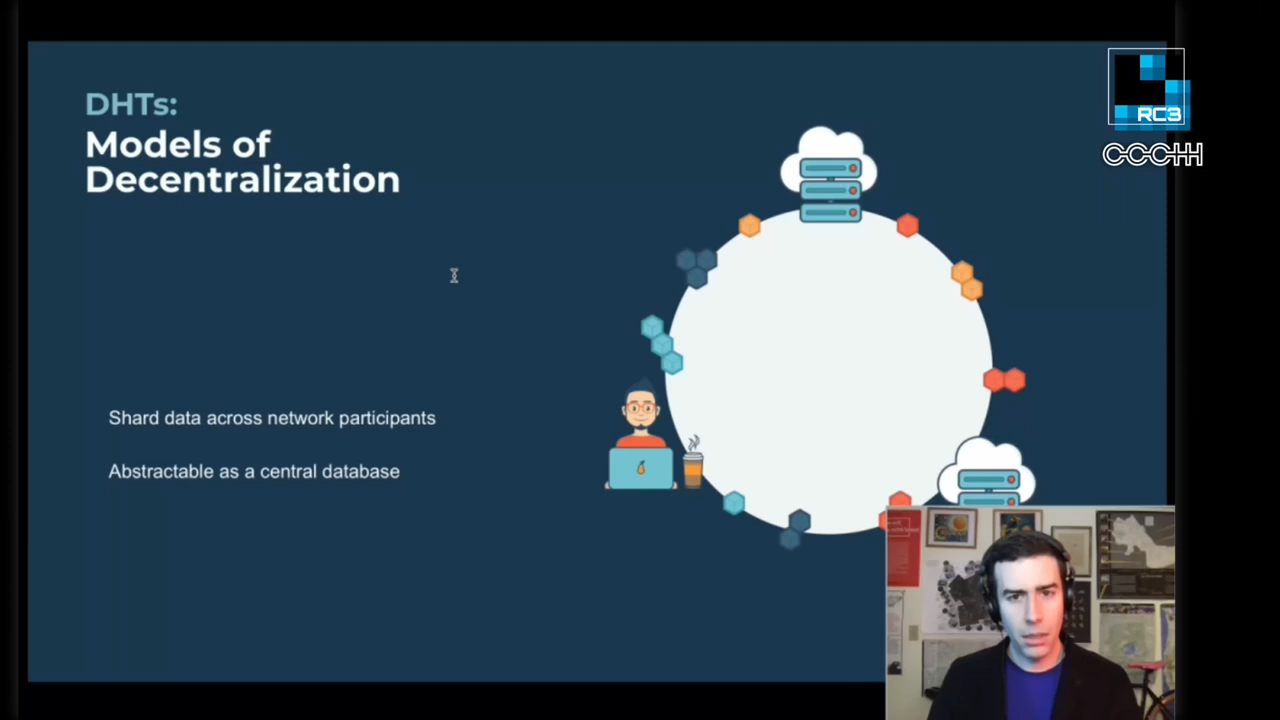 DHTs:
Models of
Decentralization
Shard data across network participants
Abstractable as a central database
RC3
CCCHH